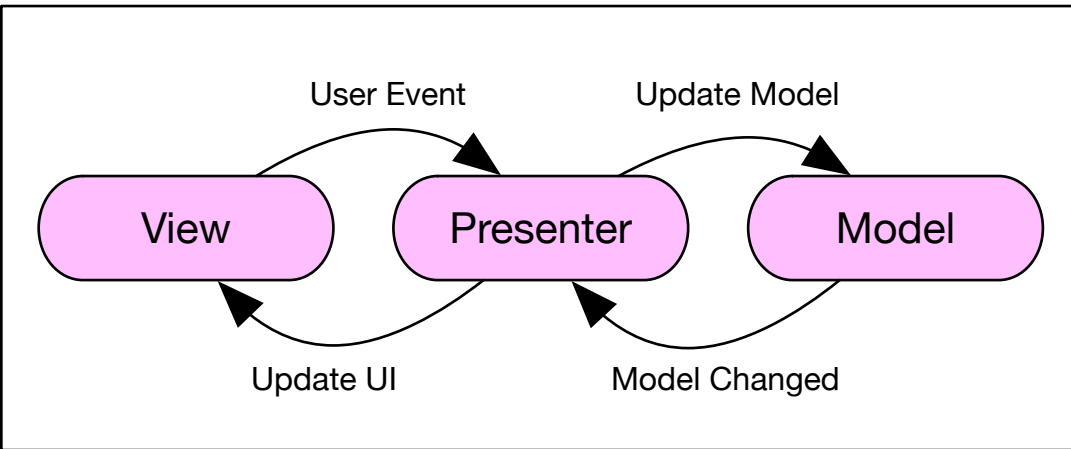 User Event
Update Model
View
Presenter
Model
Update UI
Model Changed